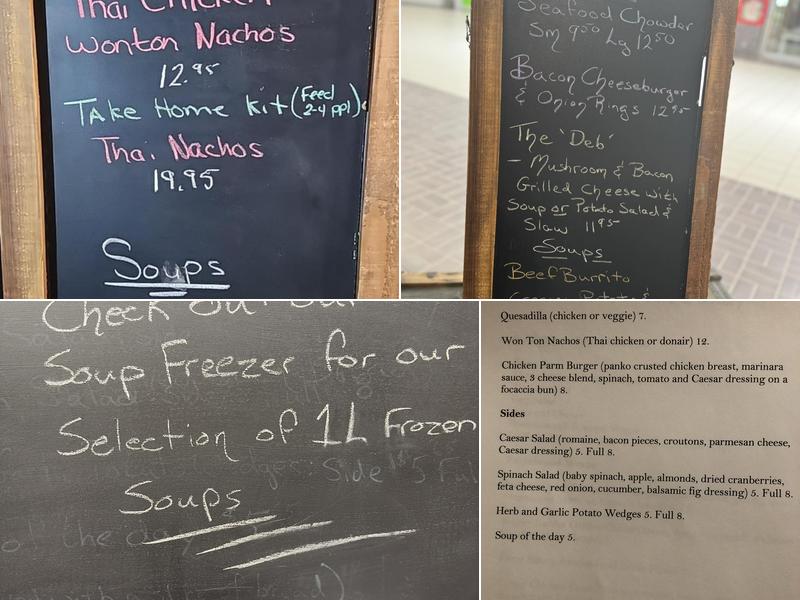 Thai Chicken
Wonton Nachos
12.95
Take Home Kit (Feed 2-4 ppl)
Thai Nachos
19.95
Soups
Seafood Chowder
Sm 9.50 Lg 12.50
Bacon Cheeseburger
& Onion Rings 12.95
The 'Deb'
- Mushroom & Bacon
Grilled Cheese with
Soup or Potato Salad &
Slaw 11.95
Soups
Beef Burrito
Check out our
Soup Freezer for our
Selection of 1L Frozen
Soups
Quesadilla (chicken or veggie) 7.
Won Ton Nachos (Thai chicken or donair) 12.
Chicken Parm Burger (panko crusted chicken breast, marinara
sauce, 3 cheese blend, spinach, tomato and Caesar dressing on a
focaccia bun) 8.
Sides
Caesar Salad (romaine, bacon pieces, croutons, parmesan cheese,
Caesar dressing) 5. Full 8.
Spinach Salad (baby spinach, apple, almonds, dried cranberries,
feta cheese, red onion, cucumber, balsamic fig dressing) 5. Full 8.
Herb and Garlic Potato Wedges 5. Full 8.
Soup of the day 5.